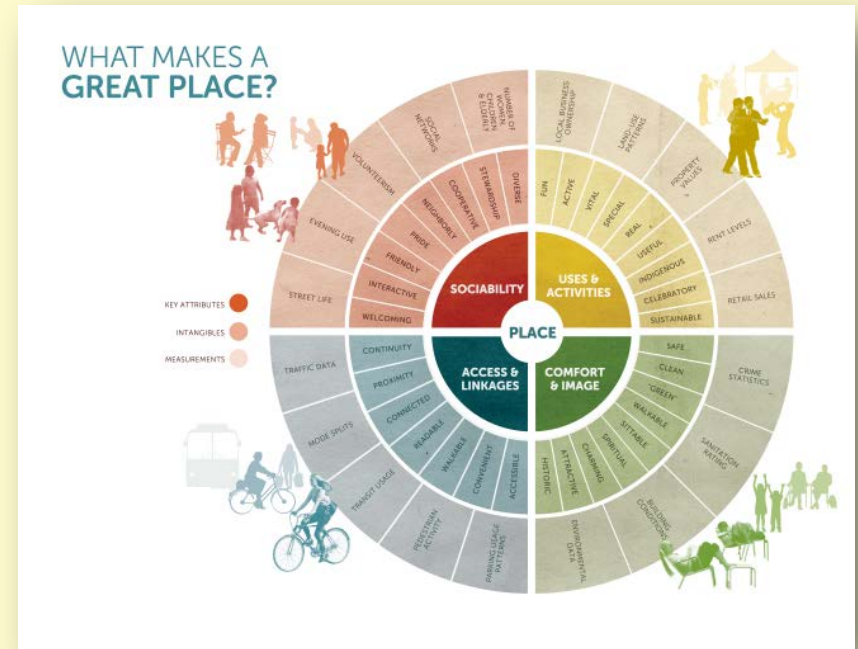 WHAT MAKES A
GREAT PLACE?
KEY ATTRIBUTES
INTANGIBLES
MEASUREMENTS
PLACE
SOCIABILITY
USES &
ACTIVITIES
ACCESS &
LINKAGES
COMFORT
& IMAGE
WELCOMING
INTERACTIVE
FRIENDLY
PRIDE
NEIGHBORLY
COOPERATIVE
STEWARDSHIP
DIVERSE
STREET LIFE
EVENING USE
VOLUNTEERISM
SOCIAL
NETWORKS
NUMBER OF
WOMEN,
CHILDREN
& ELDERLY
FUN
ACTIVE
VITAL
SPECIAL
REAL
USEFUL
INDIGENOUS
CELEBRATORY
SUSTAINABLE
LOCAL BUSINESS
OWNERSHIP
LAND-USE
PATTERNS
PROPERTY
VALUES
RENT LEVELS
RETAIL SALES
CONTINUITY
PROXIMITY
CONNECTED
READABLE
WALKABLE
CONVENIENT
ACCESSIBLE
TRAFFIC DATA
MODE SPLITS
TRANSIT USAGE
PEDESTRIAN
ACTIVITY
PARKING USAGE
PATTERNS
SAFE
CLEAN
"GREEN"
WALKABLE
SITTABLE
SPIRITUAL
CHARMING
ATTRACTIVE
HISTORIC
CRIME
STATISTICS
SANITATION
RATING
BUILDING
CONDITIONS
ENVIRONMENTAL
DATA